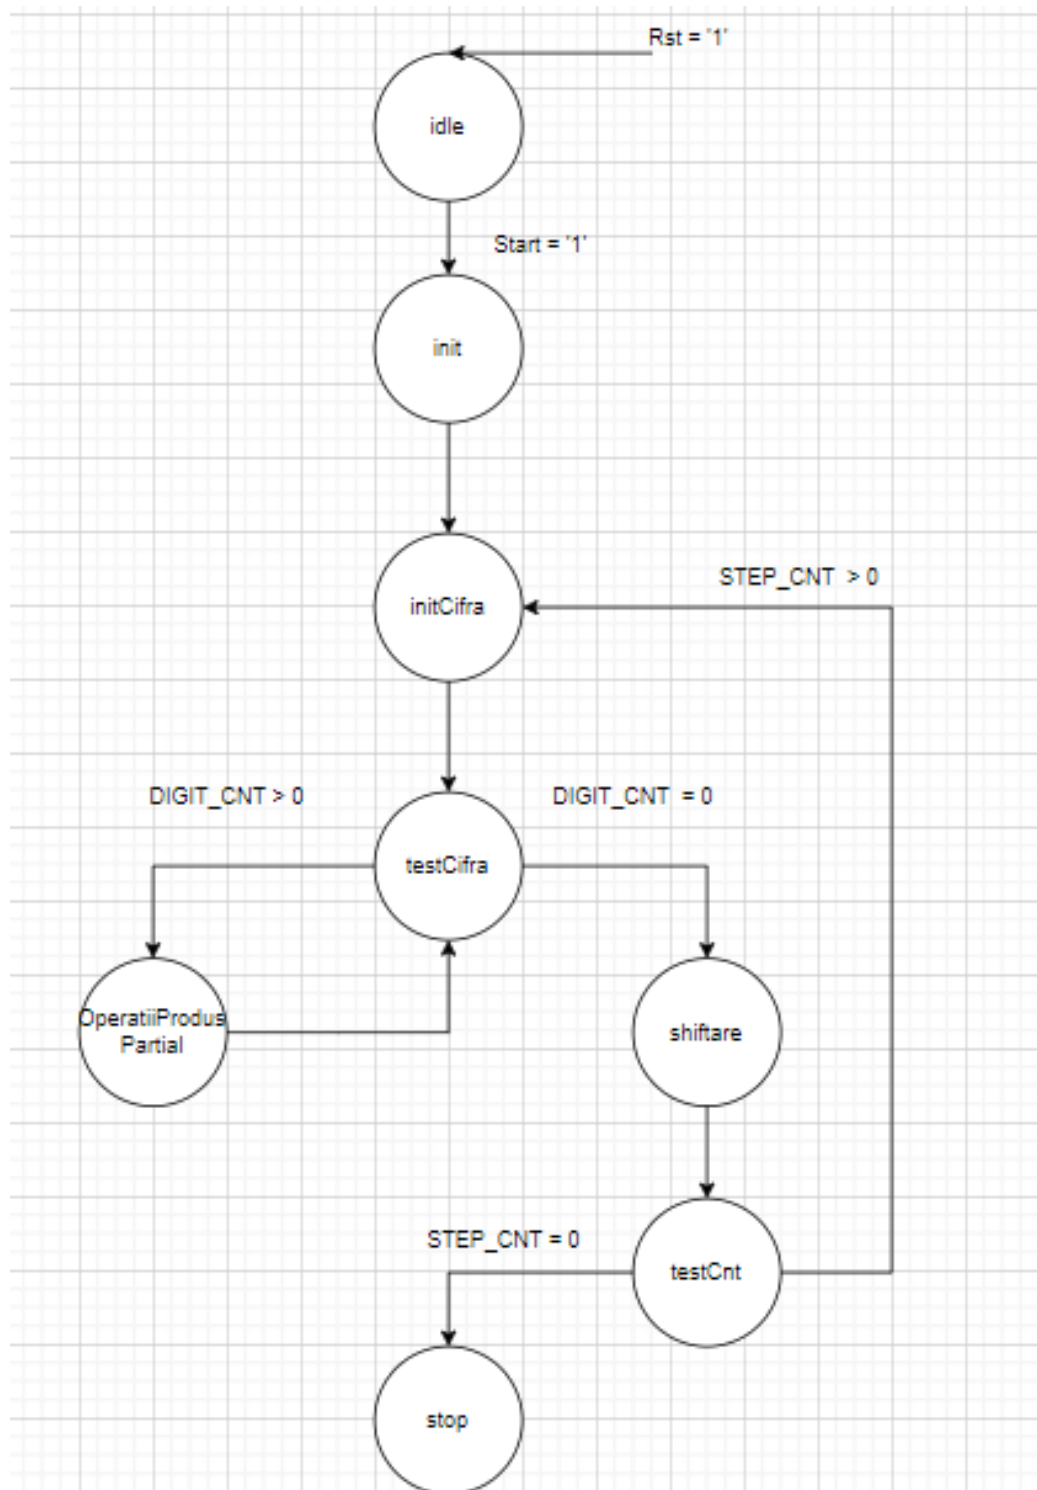 Rst = '1'
idle
Start = '1'
init
STEP_CNT > 0
initCifra
DIGIT_CNT > 0
DIGIT_CNT = 0
testCifra
OperatiiProdus
Partial
shiftare
STEP_CNT = 0
testCnt
stop